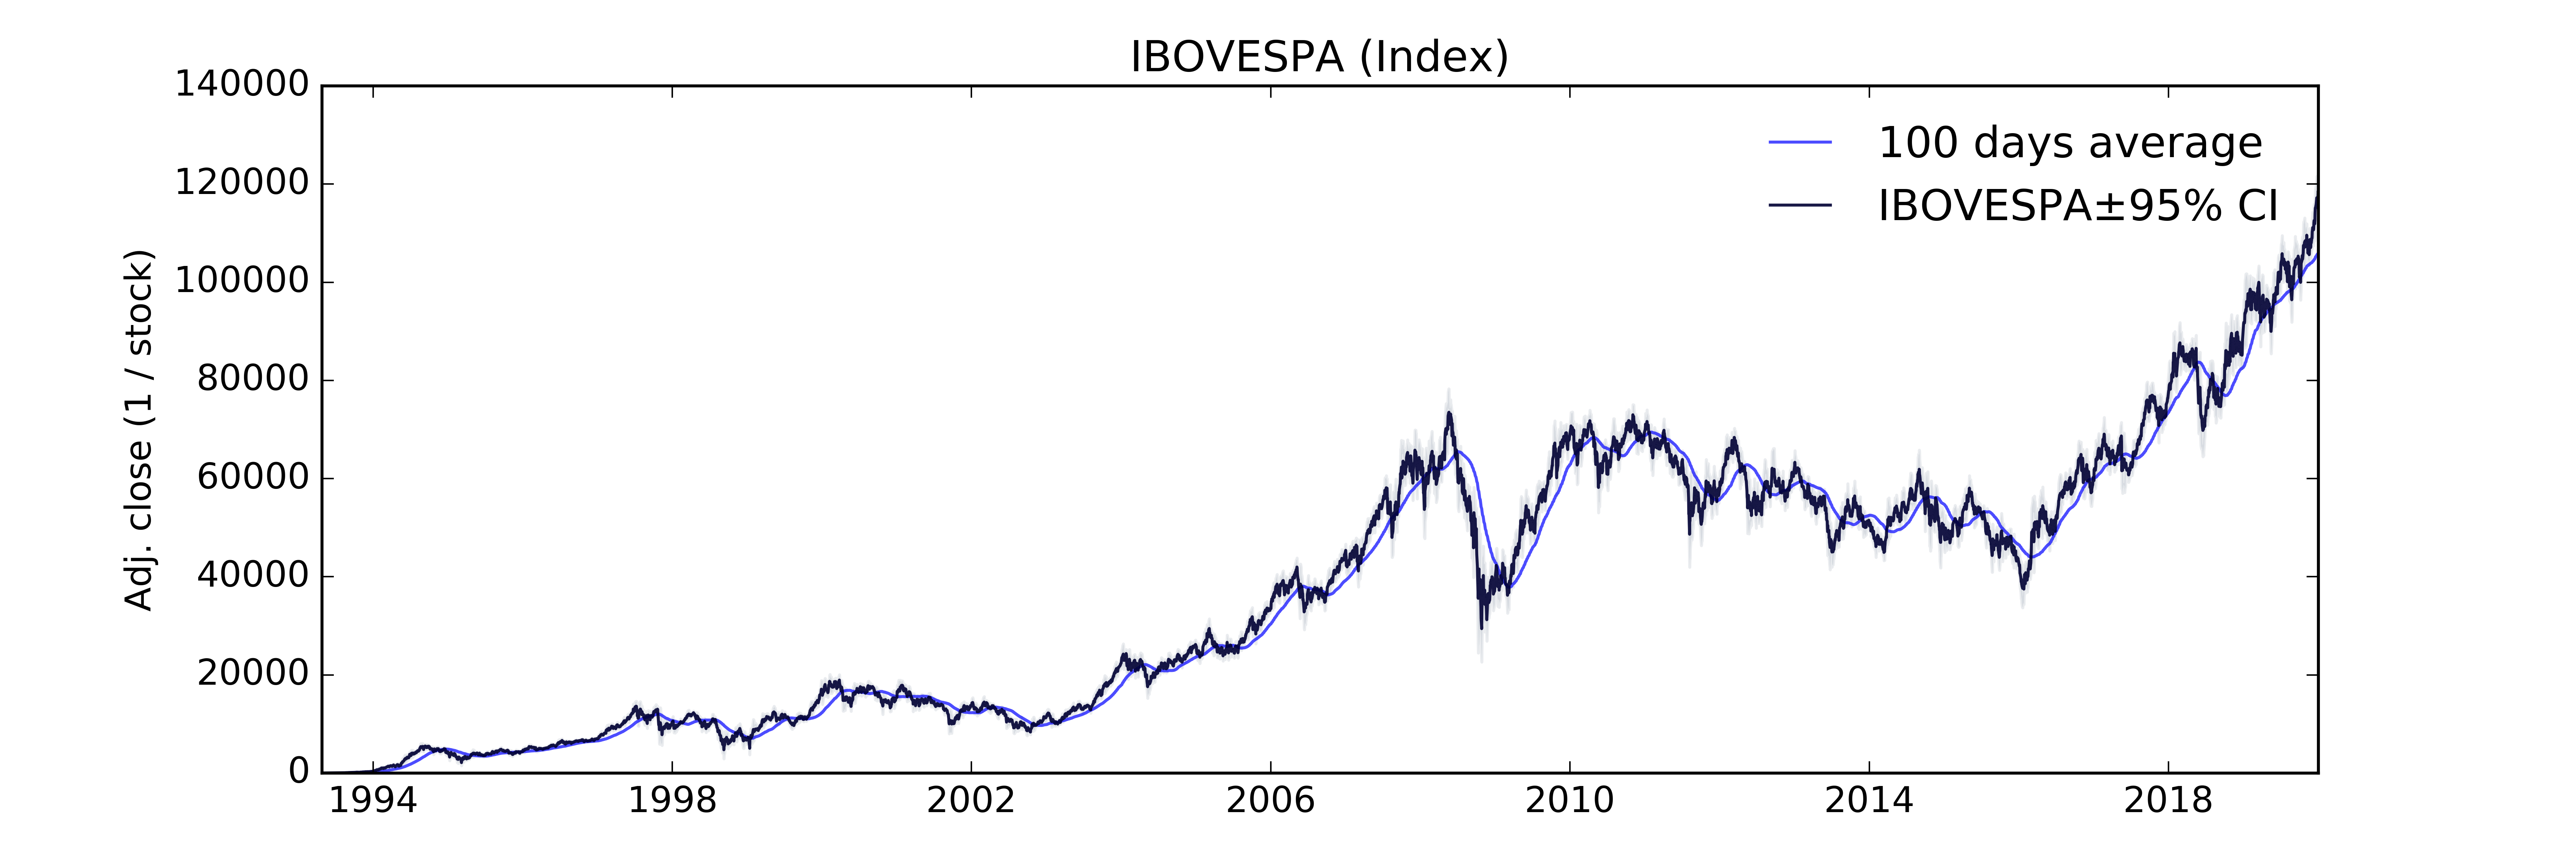 IBOVESPA (Index)
140000
120000
100000
80000
60000
40000
20000
0
Adj. close (1 / stock)
100 days average
IBOVESPA±95% CI
1994 1998 2002 2006 2010 2014 2018